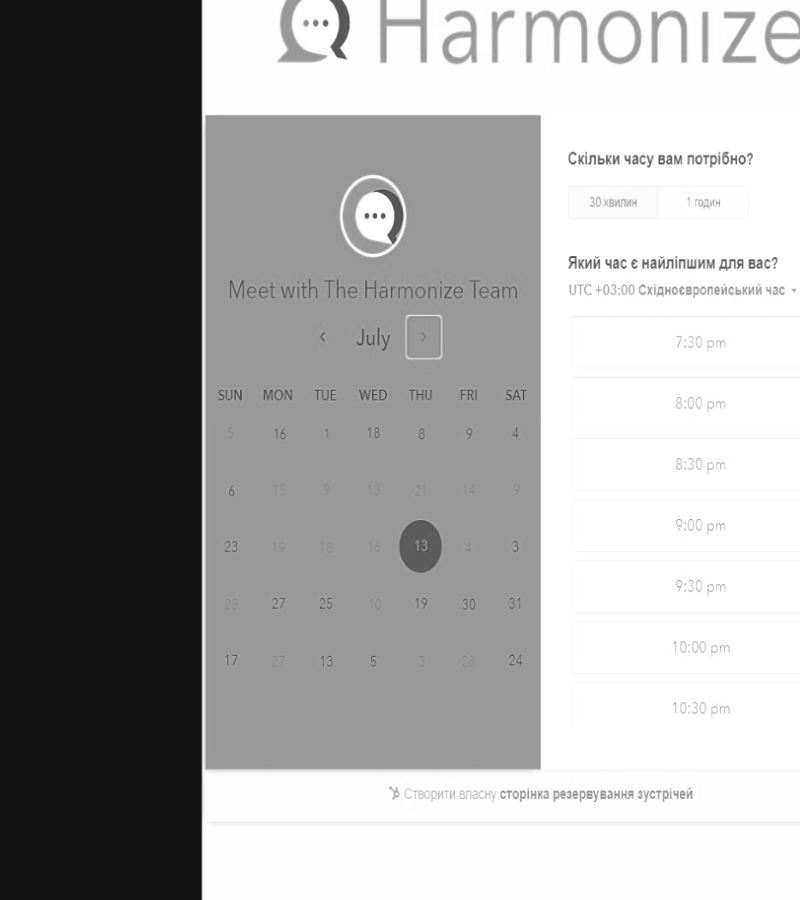 Harmonize
Meet with The Harmonize Team
July
SUN MON TUE WED THU FRI SAT
5 16 1 18 8 9 4
6 15 9 13 21 14 9
23 19 18 16 13 4 3
28 27 25 10 19 30 31
17 27 13 5 3 28 24
Скільки часу вам потрібно?
30 хвилин 1 годин
Який час є найліпшим для вас?
UTC +03:00 Східноєвропейський час
7:30 pm
8:00 pm
8:30 pm
9:00 pm
9:30 pm
10:00 pm
10:30 pm
Створити власну сторінка резервування зустрічей